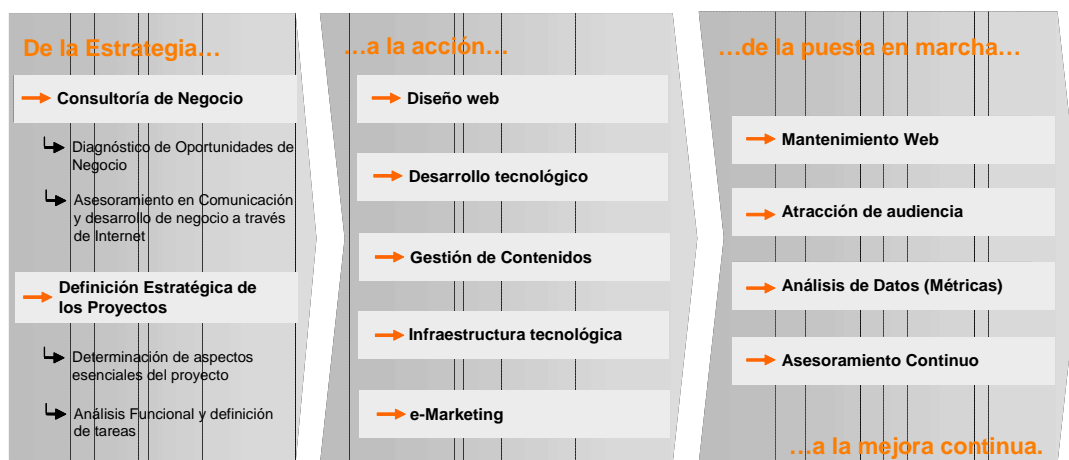 De la Estrategia…
Consultoría de Negocio
Diagnóstico de Oportunidades de
Negocio
Asesoramiento en Comunicación
y desarrollo de negocio a través
de Internet
Definición Estratégica de
los Proyectos
Determinación de aspectos
esenciales del proyecto
Análisis Funcional y definición
de tareas
…a la acción…
Diseño web
Desarrollo tecnológico
Gestión de Contenidos
Infraestructura tecnológica
e-Marketing
…de la puesta en marcha…
Mantenimiento Web
Atracción de audiencia
Análisis de Datos (Métricas)
Asesoramiento Continuo
…a la mejora continua.